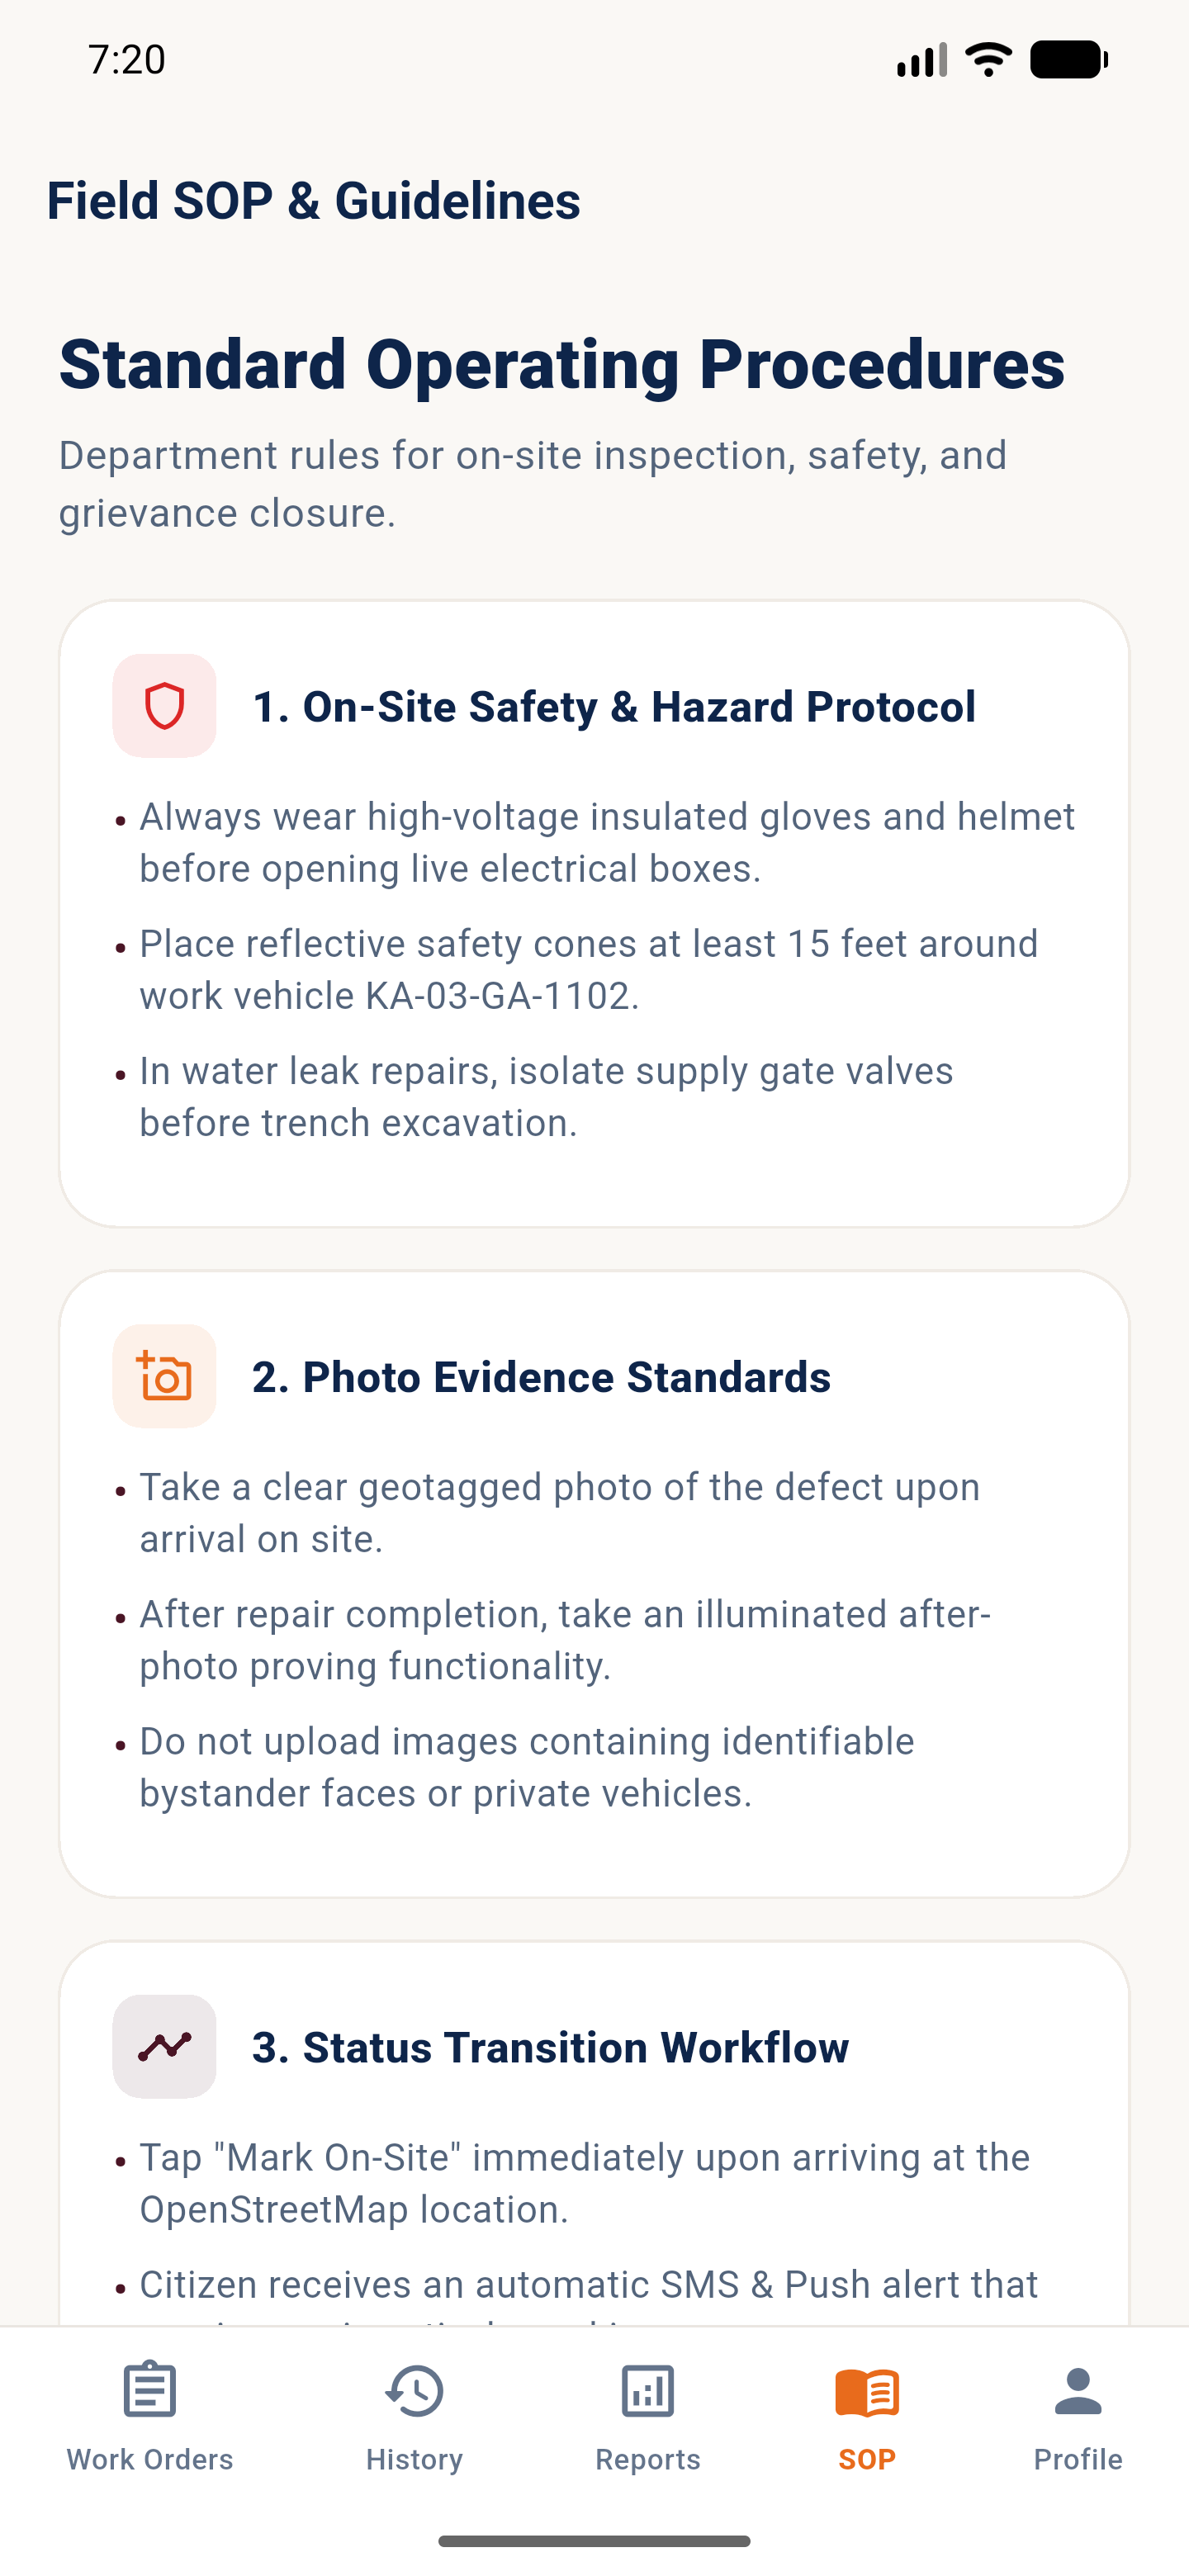 7:20
Field SOP & Guidelines
Standard Operating Procedures
Department rules for on-site inspection, safety, and
grievance closure.
1. On-Site Safety & Hazard Protocol
• Always wear high-voltage insulated gloves and helmet
before opening live electrical boxes.
• Place reflective safety cones at least 15 feet around
work vehicle KA-03-GA-1102.
• In water leak repairs, isolate supply gate valves
before trench excavation.
2. Photo Evidence Standards
• Take a clear geotagged photo of the defect upon
arrival on site.
• After repair completion, take an illuminated after-
photo proving functionality.
• Do not upload images containing identifiable
bystander faces or private vehicles.
3. Status Transition Workflow
• Tap "Mark On-Site" immediately upon arriving at the
OpenStreetMap location.
• Citizen receives an automatic SMS & Push alert that
Work Orders
History
Reports
SOP
Profile